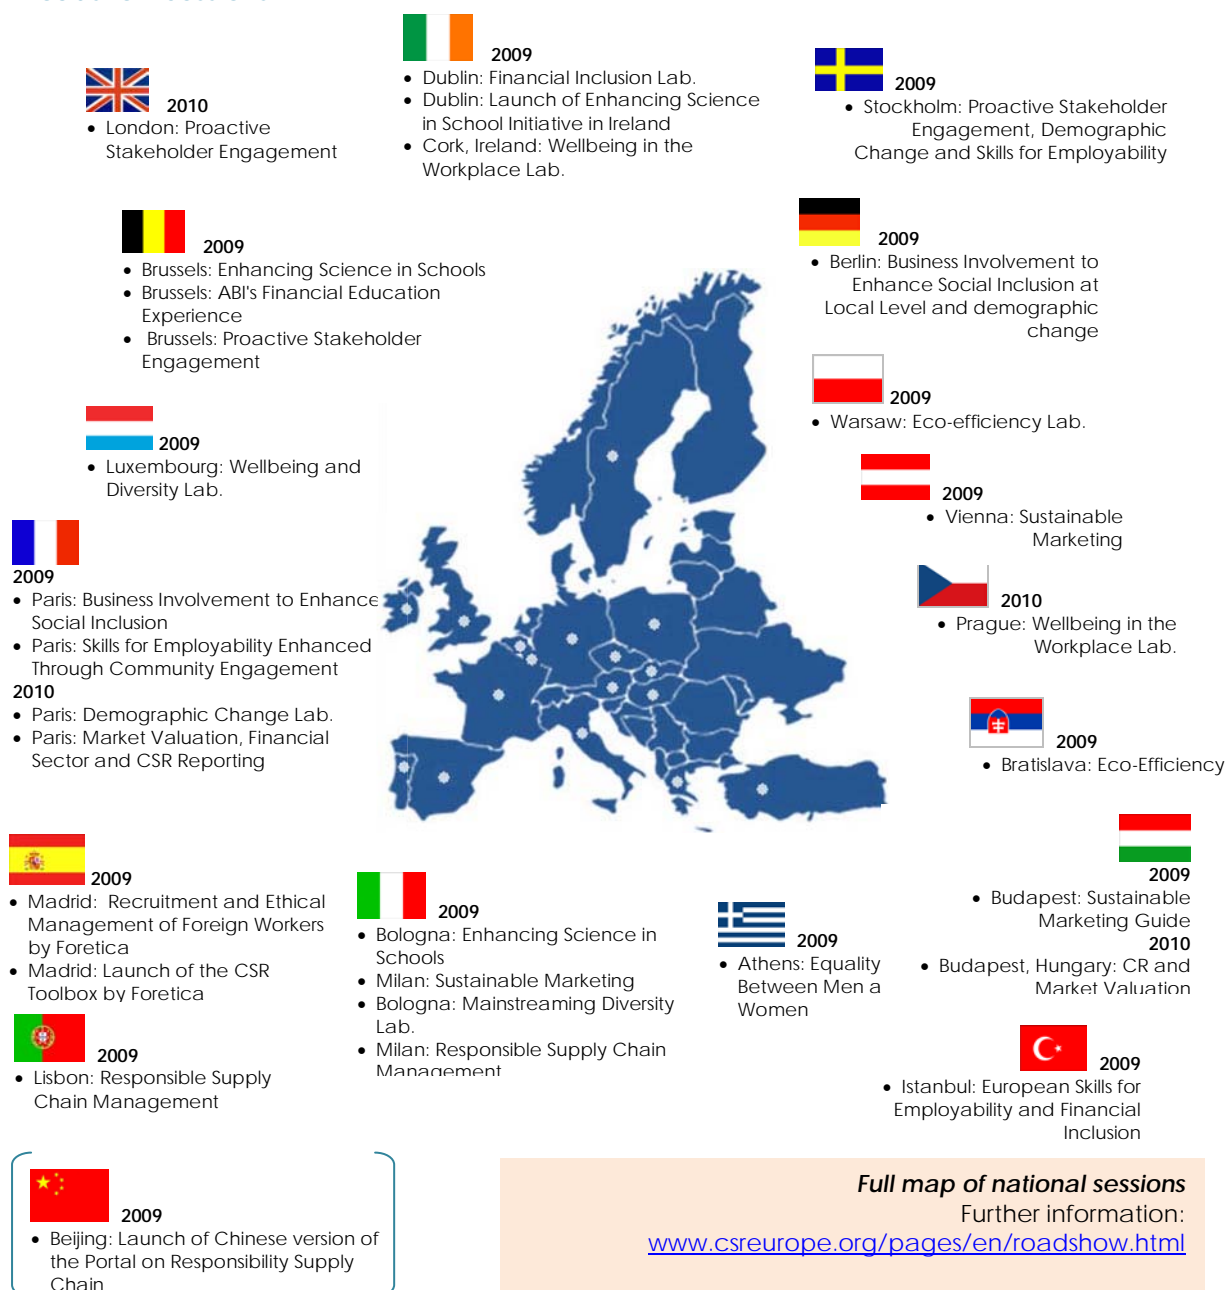 2009
• Dublin: Financial Inclusion Lab.
• Dublin: Launch of Enhancing Science
in School Initiative in Ireland
• Cork, Ireland: Wellbeing in the
Workplace Lab.
2010
• London: Proactive
Stakeholder Engagement
2009
• Stockholm: Proactive Stakeholder
Engagement, Demographic
Change and Skills for Employability
2009
• Brussels: Enhancing Science in Schools
• Brussels: ABI's Financial Education
Experience
• Brussels: Proactive Stakeholder
Engagement
2009
• Berlin: Business Involvement to
Enhance Social Inclusion at
Local Level and demographic
change
2009
• Warsaw: Eco-efficiency Lab.
2009
• Luxembourg: Wellbeing and
Diversity Lab.
2009
• Vienna: Sustainable
Marketing
2009
• Paris: Business Involvement to Enhance
Social Inclusion
• Paris: Skills for Employability Enhanced
Through Community Engagement
2010
• Paris: Demographic Change Lab.
• Paris: Market Valuation, Financial
Sector and CSR Reporting
2010
• Prague: Wellbeing in the
Workplace Lab.
2009
• Bratislava: Eco-Efficiency
2009
• Madrid: Recruitment and Ethical
Management of Foreign Workers
by Foretica
• Madrid: Launch of the CSR
Toolbox by Foretica
2009
• Bologna: Enhancing Science in
Schools
• Milan: Sustainable Marketing
• Bologna: Mainstreaming Diversity
Lab.
• Milan: Responsible Supply Chain
Management
2009
• Athens: Equality
Between Men a
Women
2009
• Budapest: Sustainable
Marketing Guide
2010
• Budapest, Hungary: CR and
Market Valuation
2009
• Lisbon: Responsible Supply
Chain Management
2009
• Istanbul: European Skills for
Employability and Financial
Inclusion
2009
• Beijing: Launch of Chinese version of
the Portal on Responsibility Supply
Chain
Full map of national sessions
Further information:
www.csreurope.org/pages/en/roadshow.html